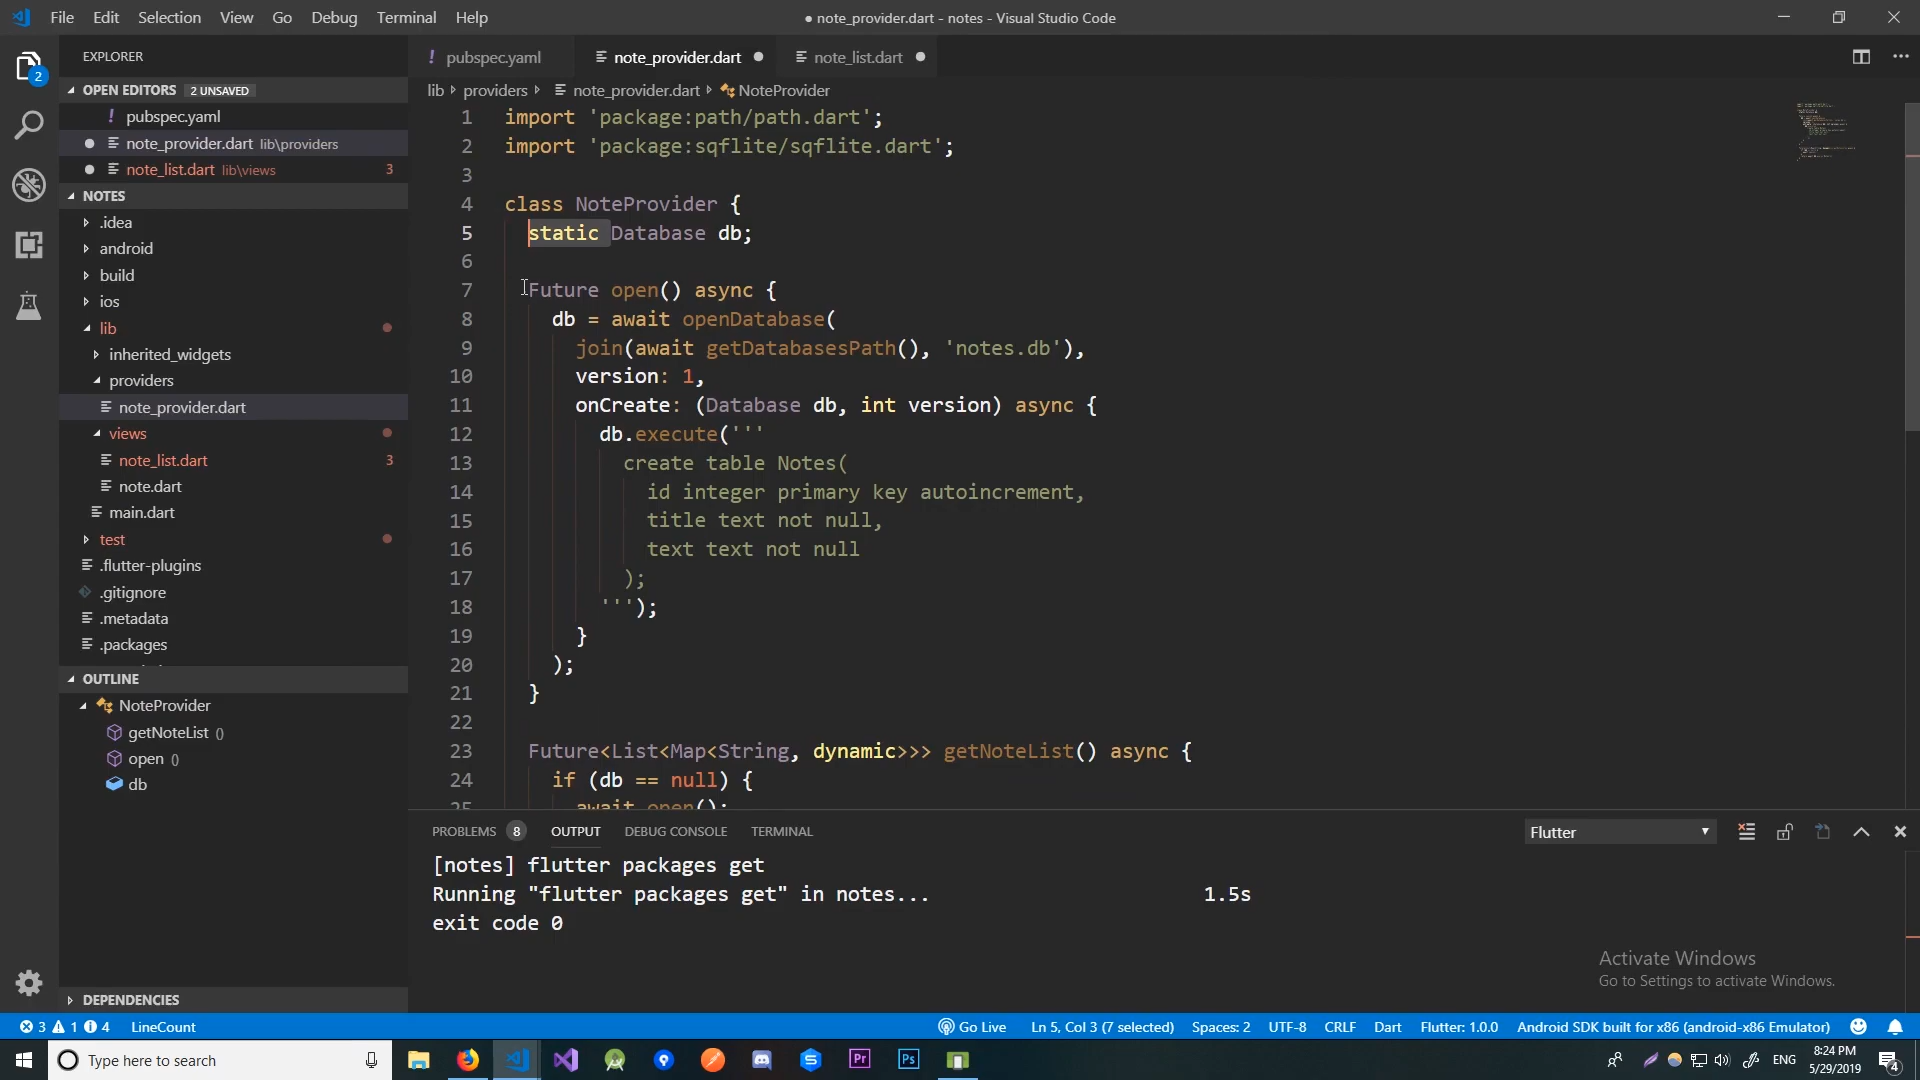 File Edit Selection View Go Debug Terminal Help
● note_provider.dart - notes - Visual Studio Code
EXPLORER
OPEN EDITORS 2 UNSAVED
pubspec.yaml
note_provider.dart lib\providers
note_list.dart lib\views 3
NOTES
.idea
android
build
ios
lib
inherited_widgets
providers
note_provider.dart
views
note_list.dart 3
note.dart
main.dart
test
.flutter-plugins
.gitignore
.metadata
.packages
OUTLINE
NoteProvider
getNoteList ()
open ()
db
DEPENDENCIES
2
! pubspec.yaml note_provider.dart note_list.dart
lib providers note_provider.dart NoteProvider
1 import 'package:path/path.dart';
2 import 'package:sqflite/sqflite.dart';
3
4 class NoteProvider {
5 static Database db;
6
7 Future open() async {
8 db = await openDatabase(
9 join(await getDatabasesPath(), 'notes.db'),
10 version: 1,
11 onCreate: (Database db, int version) async {
12 db.execute('''
13 create table Notes(
14 id integer primary key autoincrement,
15 title text not null,
16 text text not null
17 );
18 ''');
19 }
20 );
21 }
22
23 Future<List<Map<String, dynamic>>> getNoteList() async {
24 if (db == null) {
25 await open();
PROBLEMS 8 OUTPUT DEBUG CONSOLE TERMINAL Flutter
[notes] flutter packages get
Running "flutter packages get" in notes... 1.5s
exit code 0
Activate Windows
Go to Settings to activate Windows.
3 1 4 LineCount Go Live Ln 5, Col 3 (7 selected) Spaces: 2 UTF-8 CRLF Dart Flutter: 1.0.0 Android SDK built for x86 (android-x86 Emulator)
Type here to search Pr Ps ENG 8:24 PM
5/29/2019 4